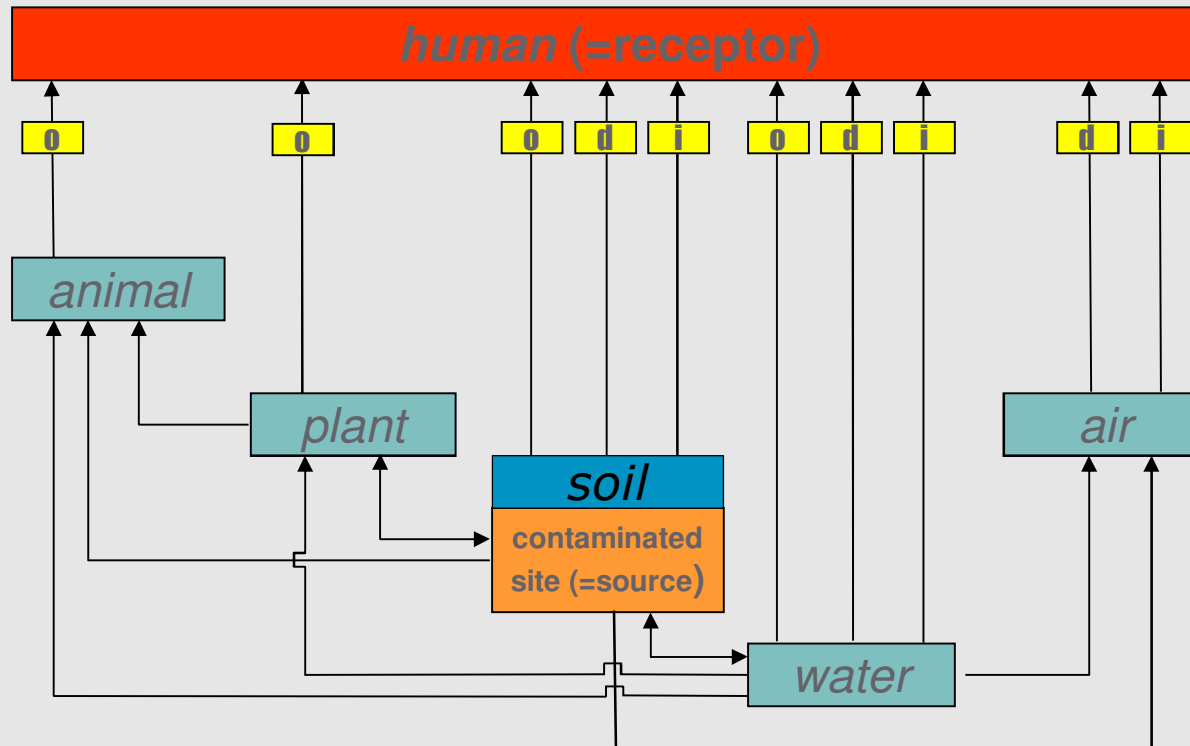 human (=receptor)
o o o d i o d i d i
animal
plant
air
soil
contaminated
site (=source)
water